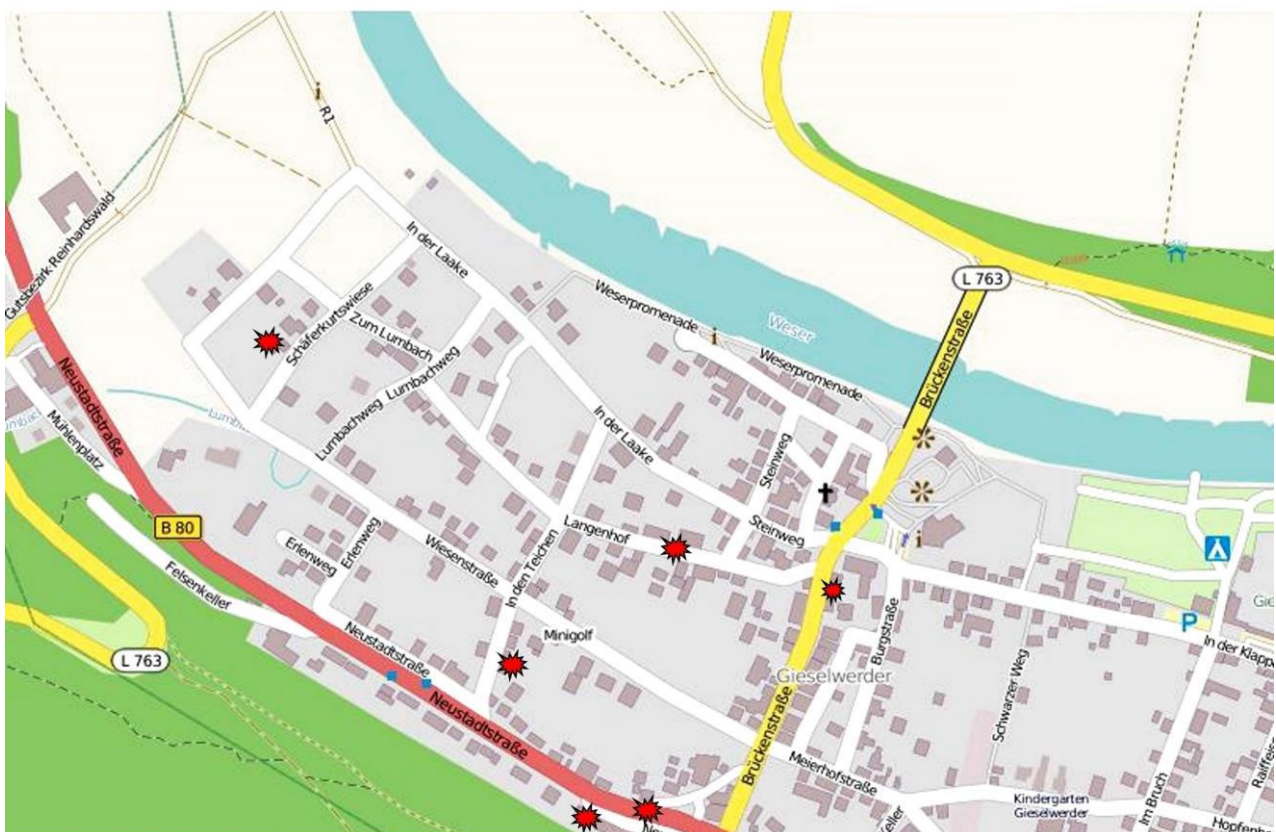 R1
Gutsbezirk Reinhardswald
In der Laake
L 763
Weserpromenade
Weser
Brückenstraße
Schäferkurtswiese
Zum Lumbach
Weserpromenade
Neustadtstraße
Lumbachweg
Lumbachweg
In der Laake
Steinweg
Mühlenplatz
B 80
Langenhof
Steinweg
Erlenweg
Erlenweg
Wiesenstraße
In den Teichen
Felsenkeller
Neustadtstraße
Minigolf
Burgstraße
P
In der Klappe
L 763
Gieselwerder
Schwarzer Weg
Neustadtstraße
Brückenstraße
Meierhofstraße
Im Bruch
Kindergarten
Gieselwerder